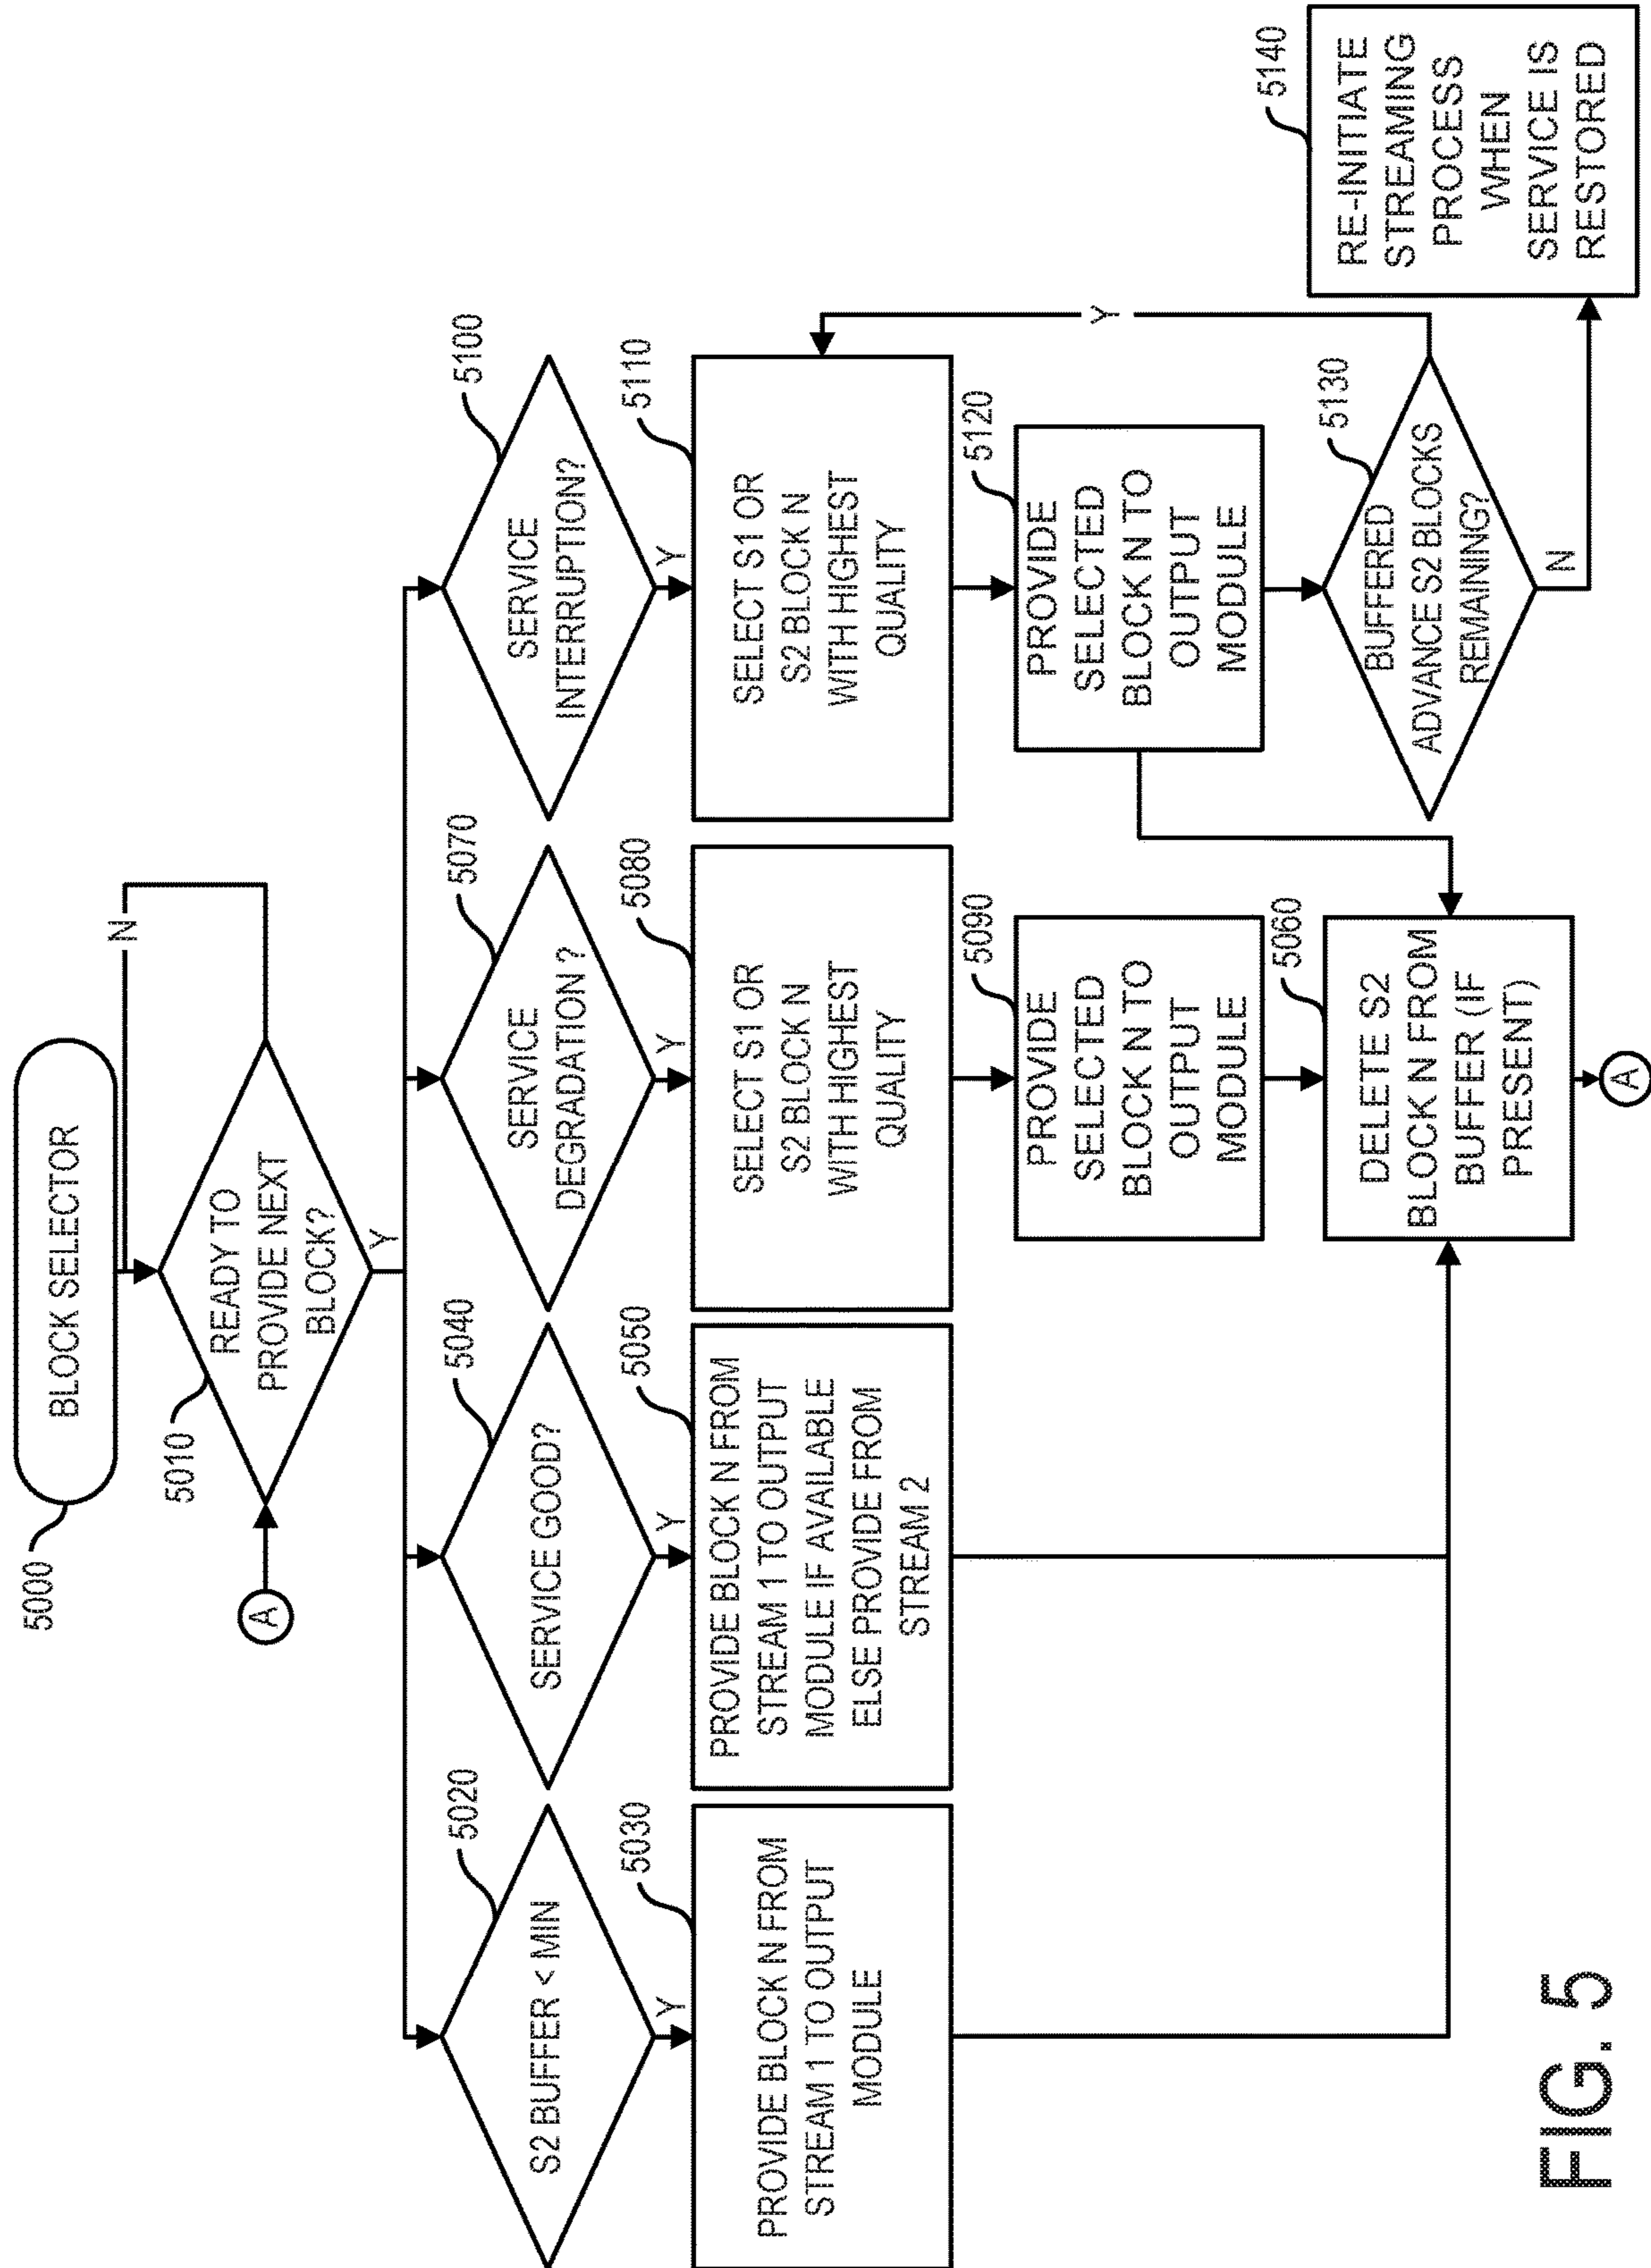 5000
BLOCK SELECTOR
N
A
5010
READY TO
PROVIDE NEXT
BLOCK?
Y
5020
S2 BUFFER < MIN
Y
5030
PROVIDE BLOCK N FROM
STREAM 1 TO OUTPUT
MODULE
5040
SERVICE GOOD?
Y
5050
PROVIDE BLOCK N FROM
STREAM 1 TO OUTPUT
MODULE IF AVAILABLE
ELSE PROVIDE FROM
STREAM 2
5070
SERVICE
DEGRADATION ?
Y
5080
SELECT S1 OR
S2 BLOCK N
WITH HIGHEST
QUALITY
5090
PROVIDE
SELECTED
BLOCK N TO
OUTPUT
MODULE
5060
DELETE S2
BLOCK N FROM
BUFFER (IF
PRESENT)
A
5100
SERVICE
INTERRUPTION?
Y
5110
SELECT S1 OR
S2 BLOCK N
WITH HIGHEST
QUALITY
5120
PROVIDE
SELECTED
BLOCK N TO
OUTPUT
MODULE
5130
BUFFERED
ADVANCE S2 BLOCKS
REMAINING?
Y
N
5140
RE-INITIATE
STREAMING
PROCESS
WHEN
SERVICE IS
RESTORED
FIG. 5